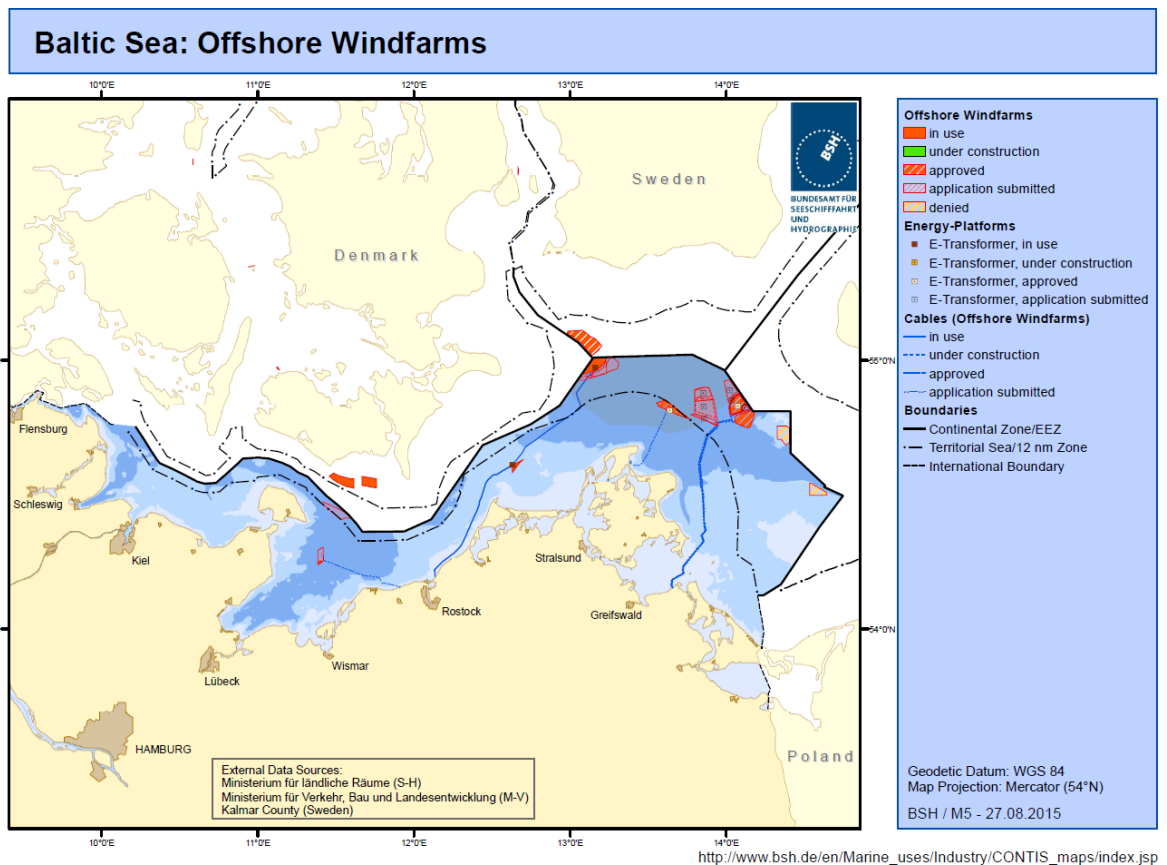 Baltic Sea: Offshore Windfarms
10°0'E
11°0'E
12°0'E
13°0'E
14°0'E
BSH
BUNDESAMT FÜR
SEESCHIFFFAHRT
UND
HYDROGRAPHIE
Sweden
Denmark
55°0'N
Flensburg
Schleswig
Kiel
Stralsund
Rostock
Greifswald
54°0'N
Wismar
Lübeck
HAMBURG
Poland
External Data Sources:
Ministerium für ländliche Räume (S-H)
Ministerium für Verkehr, Bau und Landesentwicklung (M-V)
Kalmar County (Sweden)
10°0'E
11°0'E
12°0'E
13°0'E
14°0'E
Offshore Windfarms
in use
under construction
approved
application submitted
denied
Energy-Platforms
E-Transformer, in use
E-Transformer, under construction
E-Transformer, approved
E-Transformer, application submitted
Cables (Offshore Windfarms)
in use
under construction
approved
application submitted
Boundaries
Continental Zone/EEZ
Territorial Sea/12 nm Zone
International Boundary
Geodetic Datum: WGS 84
Map Projection: Mercator (54°N)
BSH / M5 - 27.08.2015
http://www.bsh.de/en/Marine_uses/Industry/CONTIS_maps/index.jsp